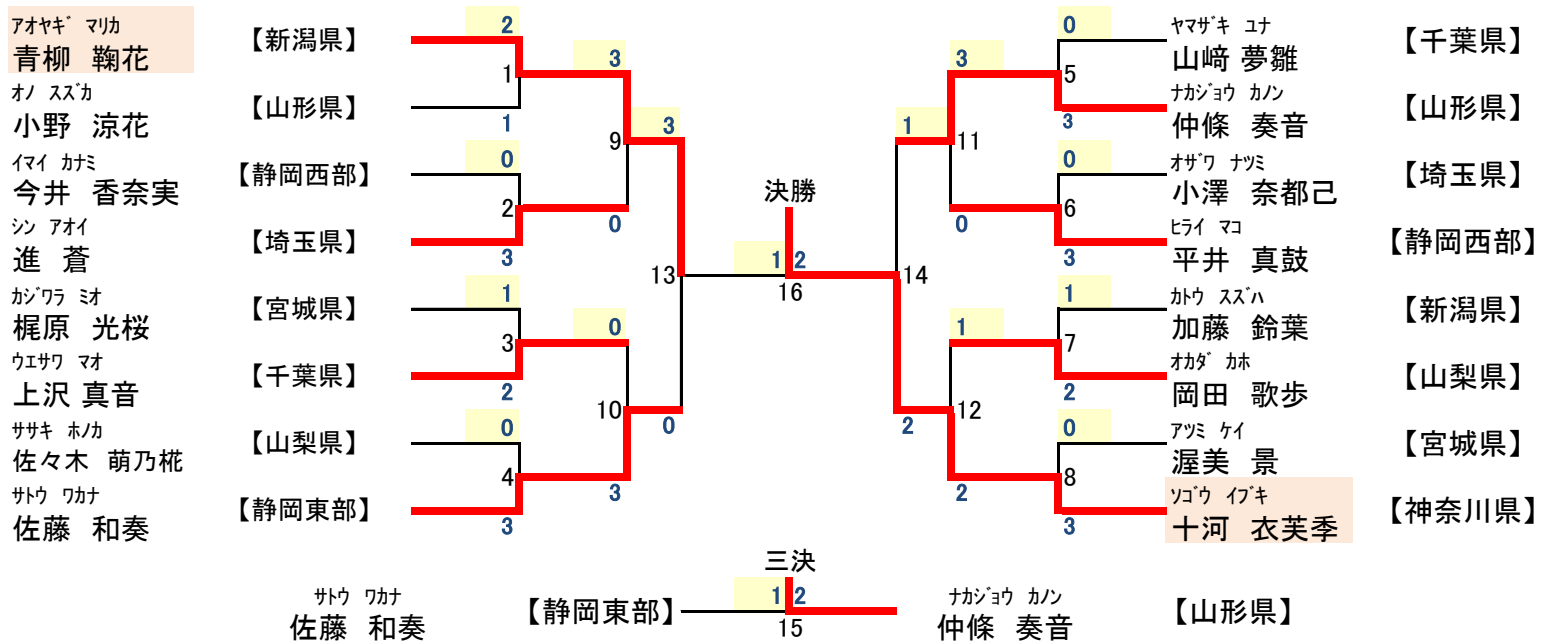 アオヤギ マリカ
青柳 鞠花
【新潟県】
2
1
オノ スズカ
小野 涼花
【山形県】
1
3
9
イマイ カナミ
今井 香奈実
【静岡西部】
0
2
シン アオイ
進 蒼
【埼玉県】
3
0
3
13
カジワラ ミオ
梶原 光桜
【宮城県】
1
3
ウエサワ マオ
上沢 真音
【千葉県】
2
0
10
ササキ ホノカ
佐々木 萌乃椛
【山梨県】
0
4
サトウ ワカナ
佐藤 和奏
【静岡東部】
3
3
0
決勝
1 2
16
ヤマザキ ユナ
山﨑 夢雛
【千葉県】
0
5
ナカジョウ カノン
仲條 奏音
【山形県】
3
3
11
オザワ ナツミ
小澤 奈都己
【埼玉県】
0
6
ヒライ マコ
平井 真鼓
【静岡西部】
3
0
1
14
カトウ スズハ
加藤 鈴葉
【新潟県】
1
7
オカダ カホ
岡田 歌歩
【山梨県】
2
1
12
アツミ ケイ
渥美 景
【宮城県】
0
8
ソゴウ イブキ
十河 衣芙季
【神奈川県】
3
2
2
三決
サトウ ワカナ
佐藤 和奏
【静岡東部】
1 2
15
ナカジョウ カノン
仲條 奏音
【山形県】